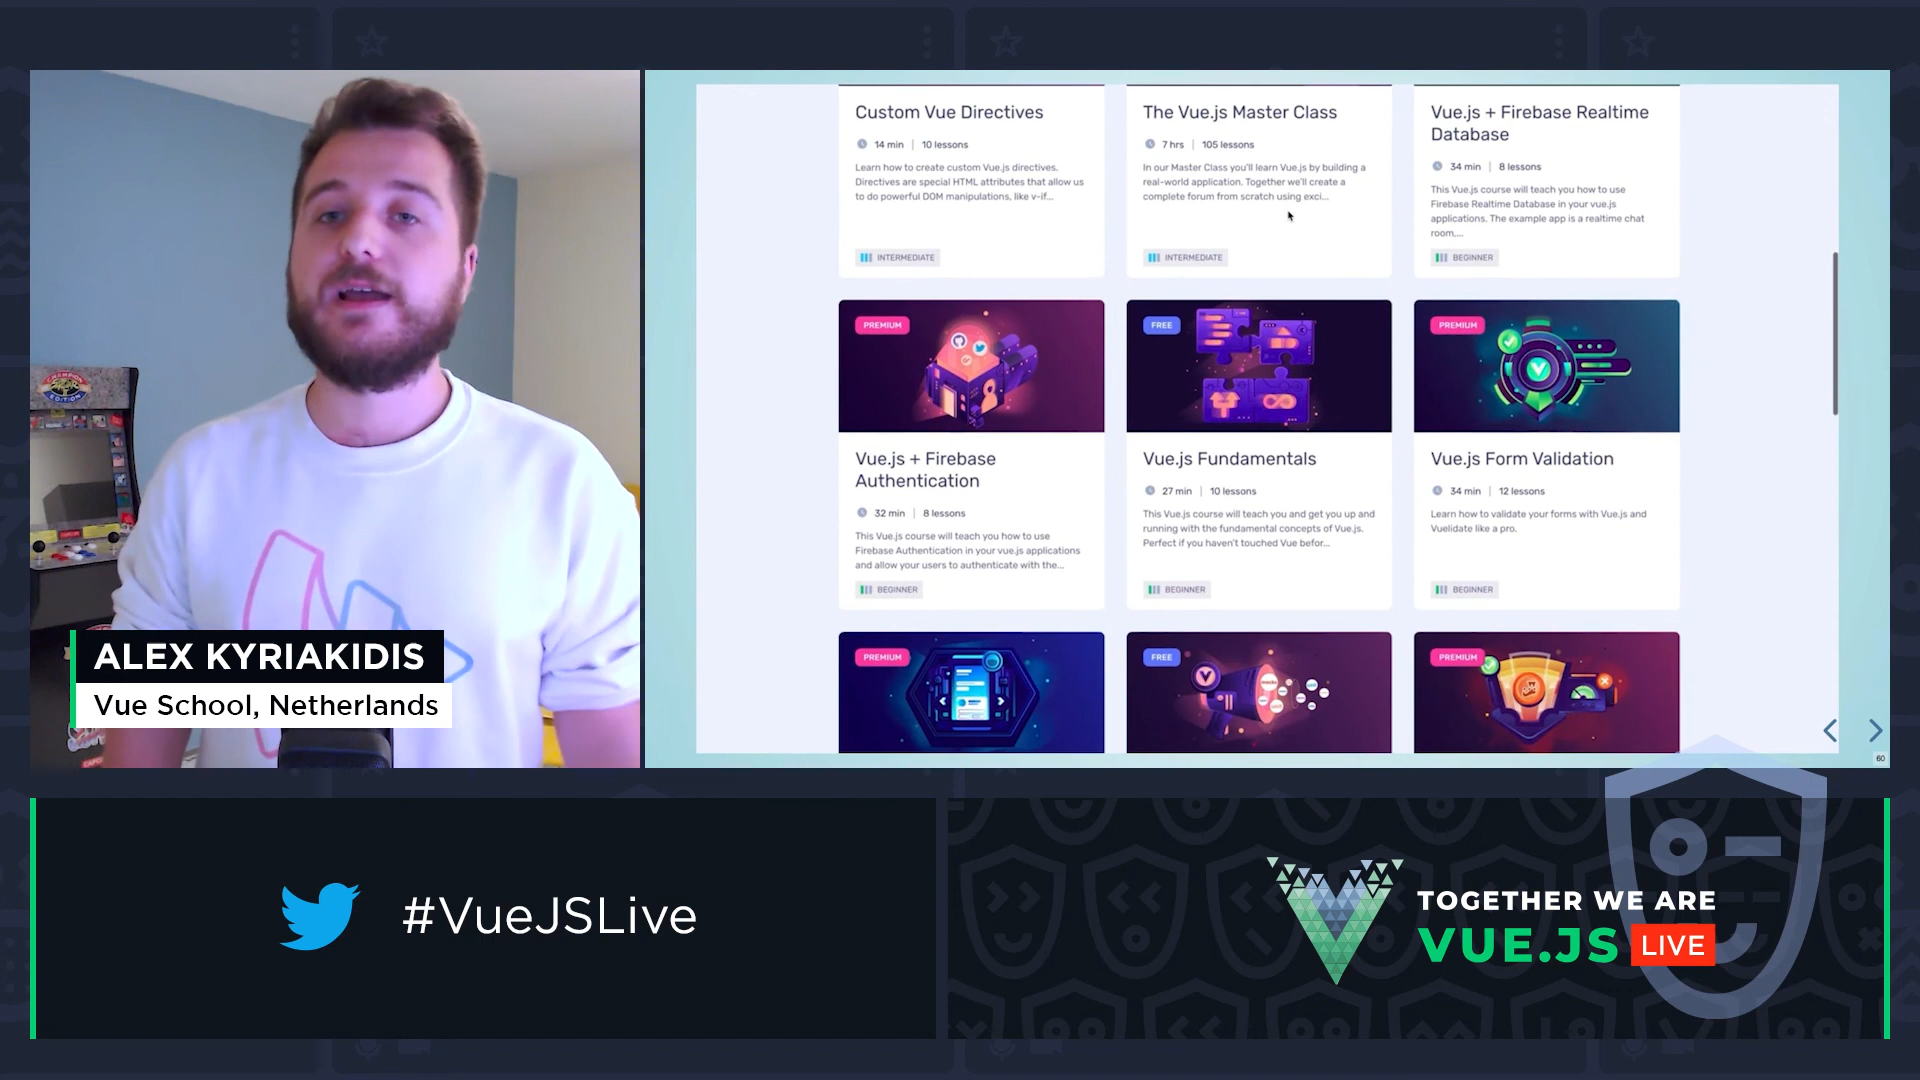 CHAMPION
EDITION
ALEX KYRIAKIDIS
Vue School, Netherlands
Custom Vue Directives
14 min | 10 lessons
Learn how to create custom Vue.js directives.
Directives are special HTML attributes that allow us
to do powerful DOM manipulations, like v-if...
INTERMEDIATE
The Vue.js Master Class
7 hrs | 105 lessons
In our Master Class you'll learn Vue.js by building a
real-world application. Together we'll create a
complete forum from scratch using exci...
INTERMEDIATE
Vue.js + Firebase Realtime
Database
34 min | 8 lessons
This Vue.js course will teach you how to use
Firebase Realtime Database in your vue.js
applications. The example app is a realtime chat
room,...
BEGINNER
PREMIUM
Vue.js + Firebase
Authentication
32 min | 8 lessons
This Vue.js course will teach you how to use
Firebase Authentication in your vue.js applications
and allow your users to authenticate with the...
BEGINNER
FREE
Vue.js Fundamentals
27 min | 10 lessons
This Vue.js course will teach you and get you up and
running with the fundamental concepts of Vue.js.
Perfect if you haven't touched Vue befor...
BEGINNER
PREMIUM
Vue.js Form Validation
34 min | 12 lessons
Learn how to validate your forms with Vue.js and
Vuelidate like a pro.
BEGINNER
PREMIUM
FREE
PREMIUM
60
#VueJSLive
TOGETHER WE ARE
VUE.JS LIVE